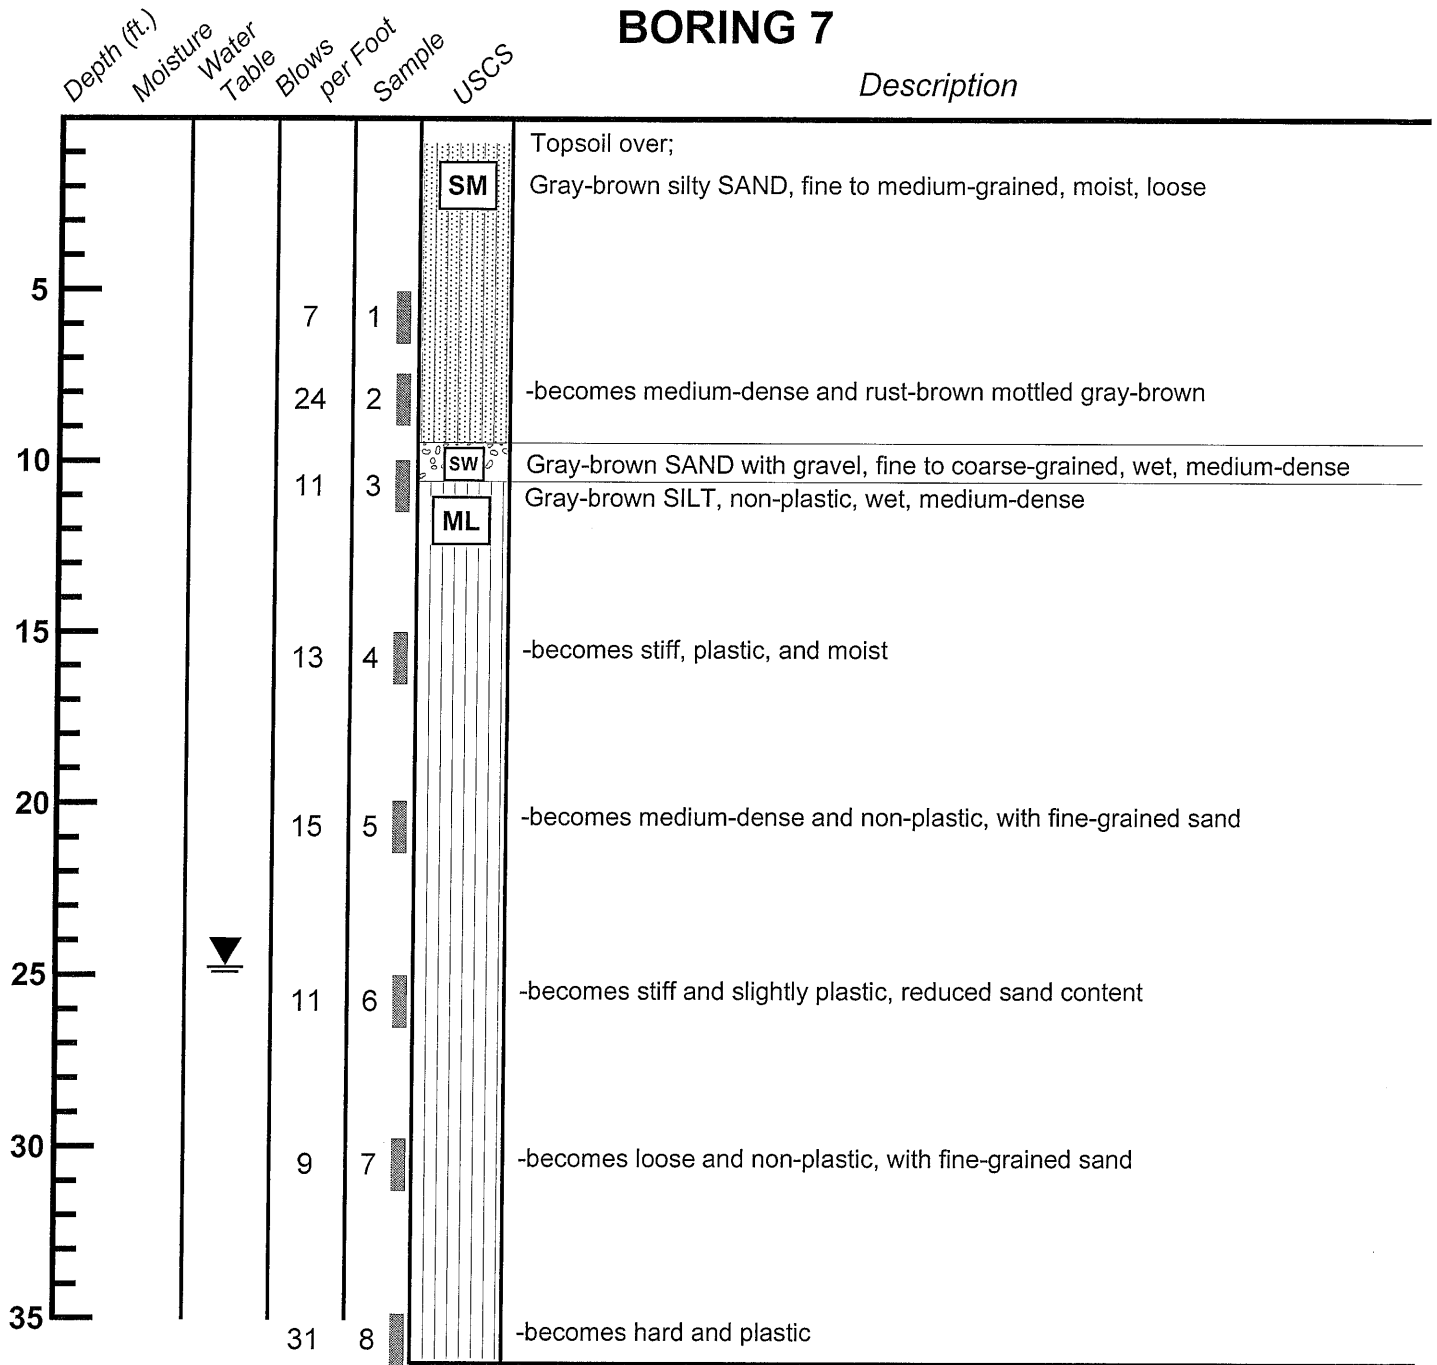 BORING 7
Depth (ft.)
Moisture
Water
Table
Blows
per Foot
Sample
USCS
Description
Topsoil over;
SM
Gray-brown silty SAND, fine to medium-grained, moist, loose
5
7 1
24 2 -becomes medium-dense and rust-brown mottled gray-brown
10 SW Gray-brown SAND with gravel, fine to coarse-grained, wet, medium-dense
11 3
Gray-brown SILT, non-plastic, wet, medium-dense
ML
15
13 4 -becomes stiff, plastic, and moist
20
15 5 -becomes medium-dense and non-plastic, with fine-grained sand
25
11 6 -becomes stiff and slightly plastic, reduced sand content
30
9 7 -becomes loose and non-plastic, with fine-grained sand
35
31 8 -becomes hard and plastic